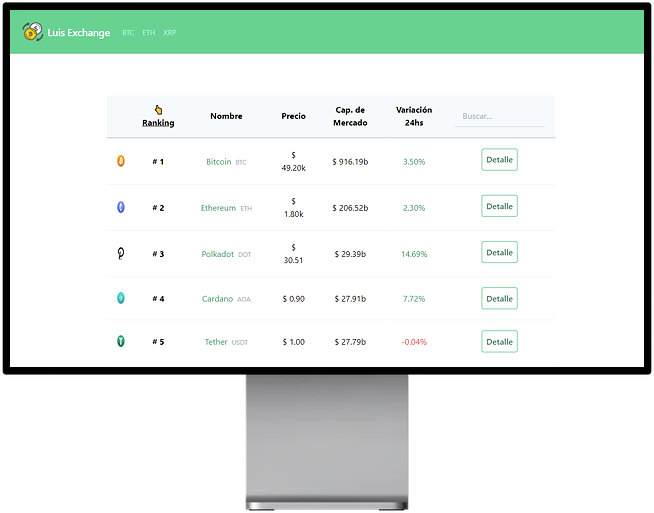 Luis Exchange BTC ETH XRP
Ranking Nombre Precio Cap. de Mercado Variación 24hs Buscar...
# 1 Bitcoin BTC $ 49.20k $ 916.19b 3.50% Detalle
# 2 Ethereum ETH $ 1.80k $ 206.52b 2.30% Detalle
# 3 Polkadot DOT $ 30.51 $ 29.39b 14.69% Detalle
# 4 Cardano ADA $ 0.90 $ 27.91b 7.72% Detalle
# 5 Tether USDT $ 1.00 $ 27.79b -0.04% Detalle